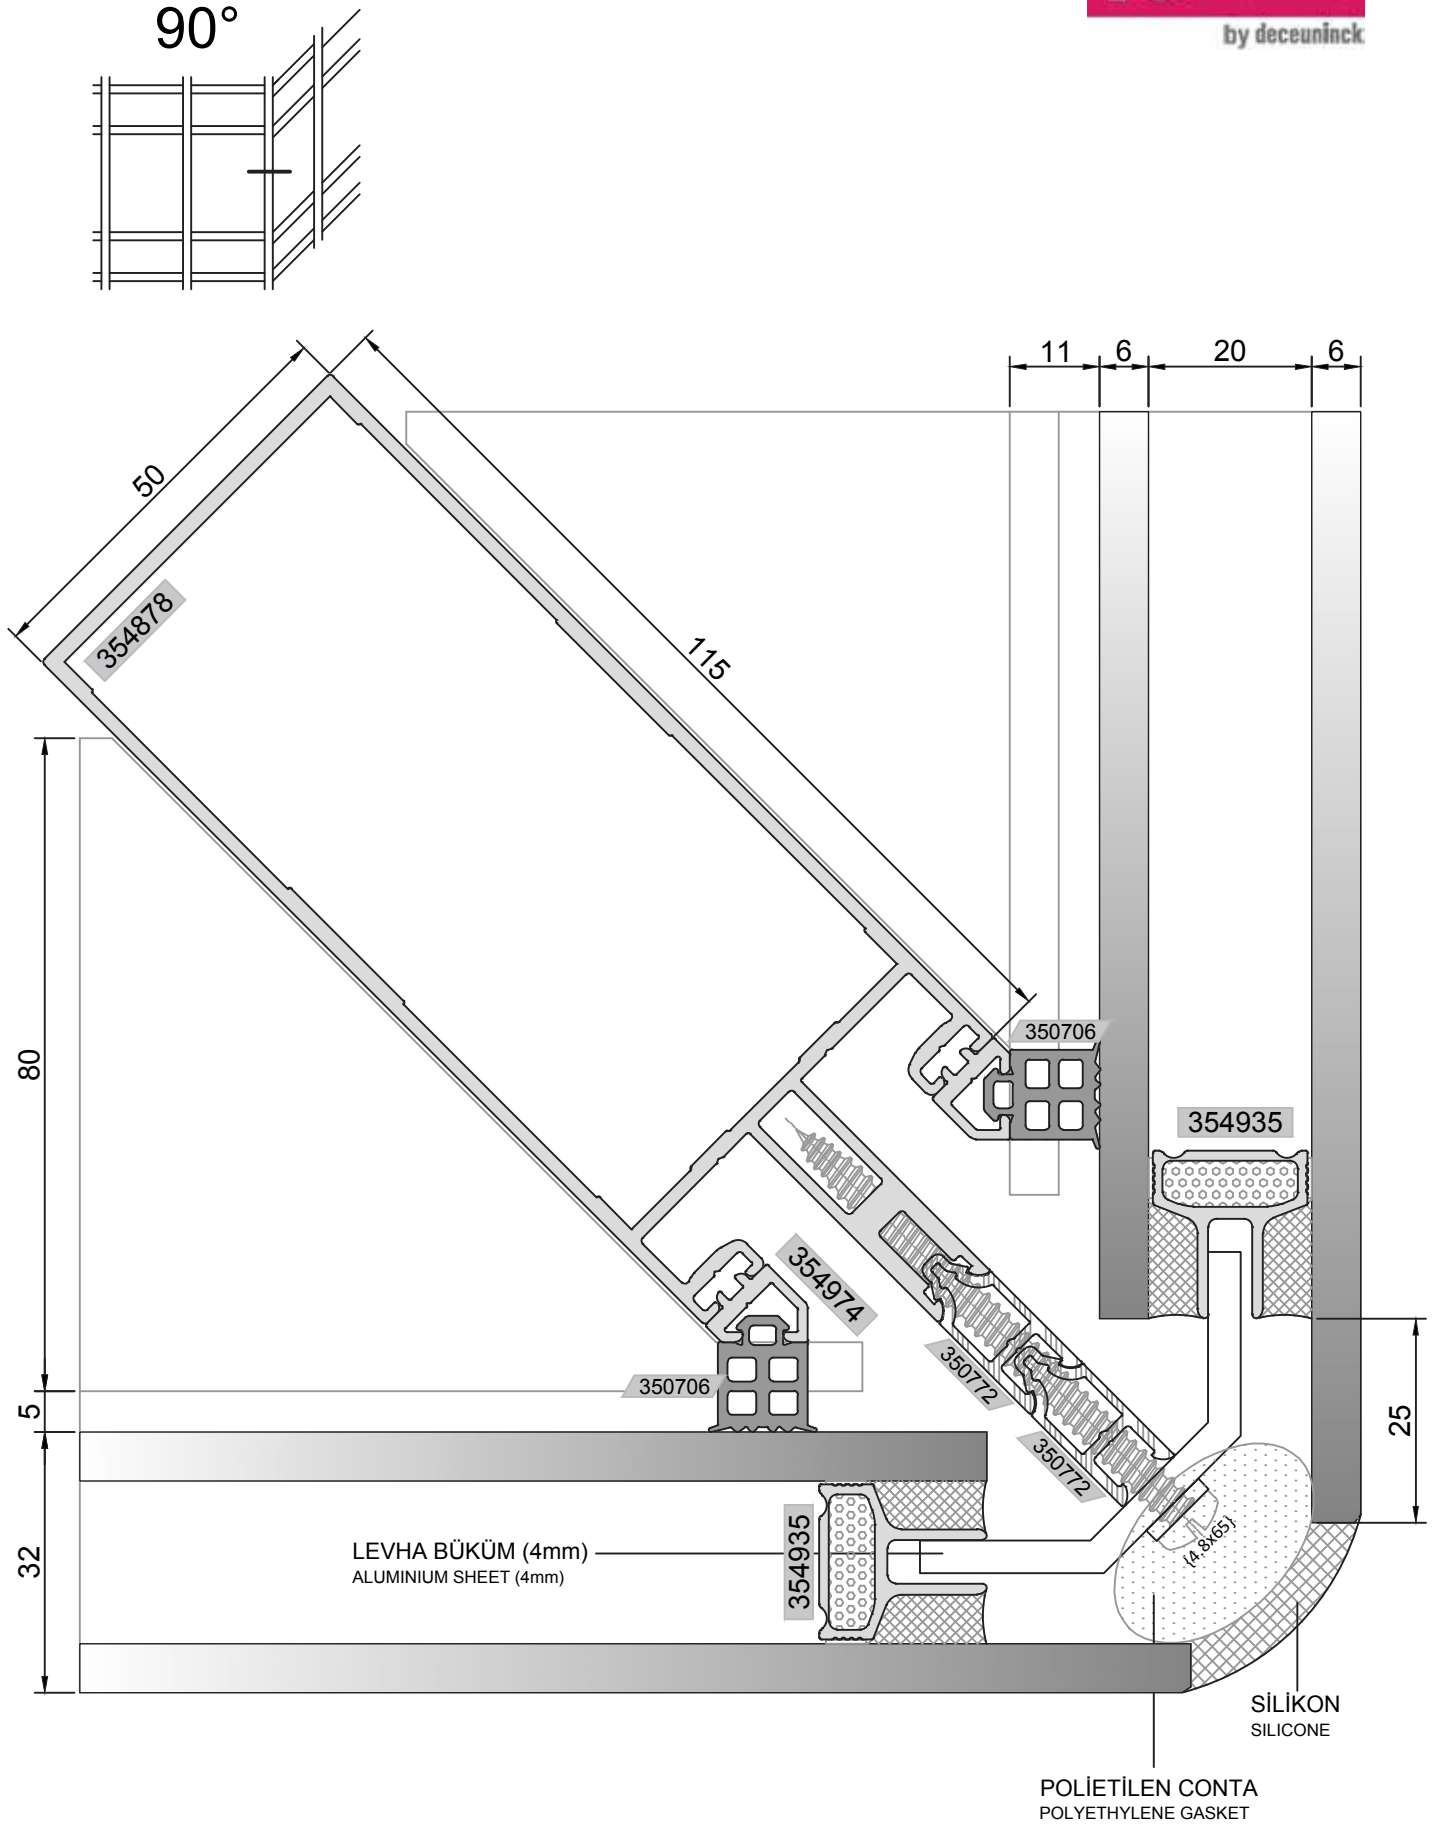 90°
by deceuninck
11
6
20
6
50
115
354878
350706
354935
80
354974
350772
350706
5
25
350772
354935
{4.8x65}
LEVHA BÜKÜM (4mm)
ALUMINIUM SHEET (4mm)
32
SİLİKON
SILICONE
POLİETİLEN CONTA
POLYETHYLENE GASKET